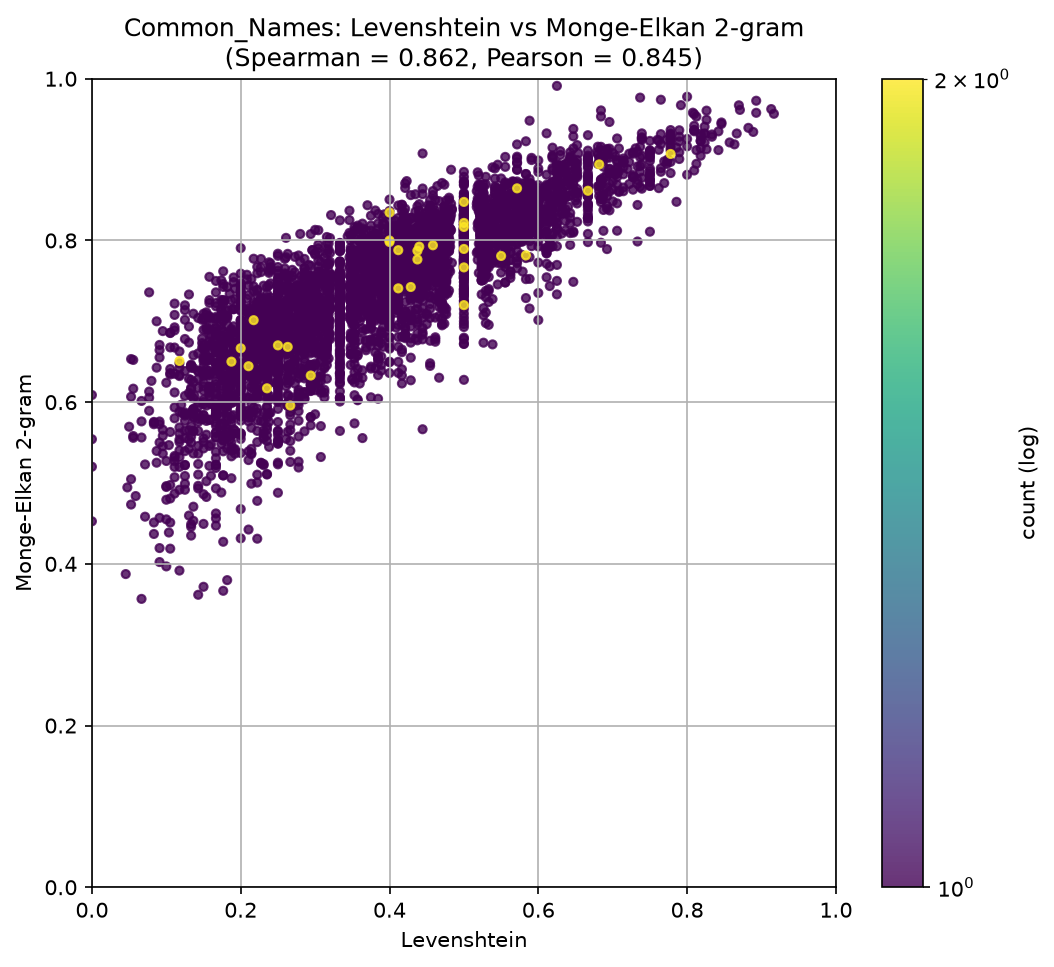 Common_Names: Levenshtein vs Monge-Elkan 2-gram
(Spearman = 0.862, Pearson = 0.845)
1.0
0.8
0.6
0.4
0.2
0.0
Monge-Elkan 2-gram
0.0 0.2 0.4 0.6 0.8 1.0
Levenshtein
2 × 10⁰
10⁰
count (log)